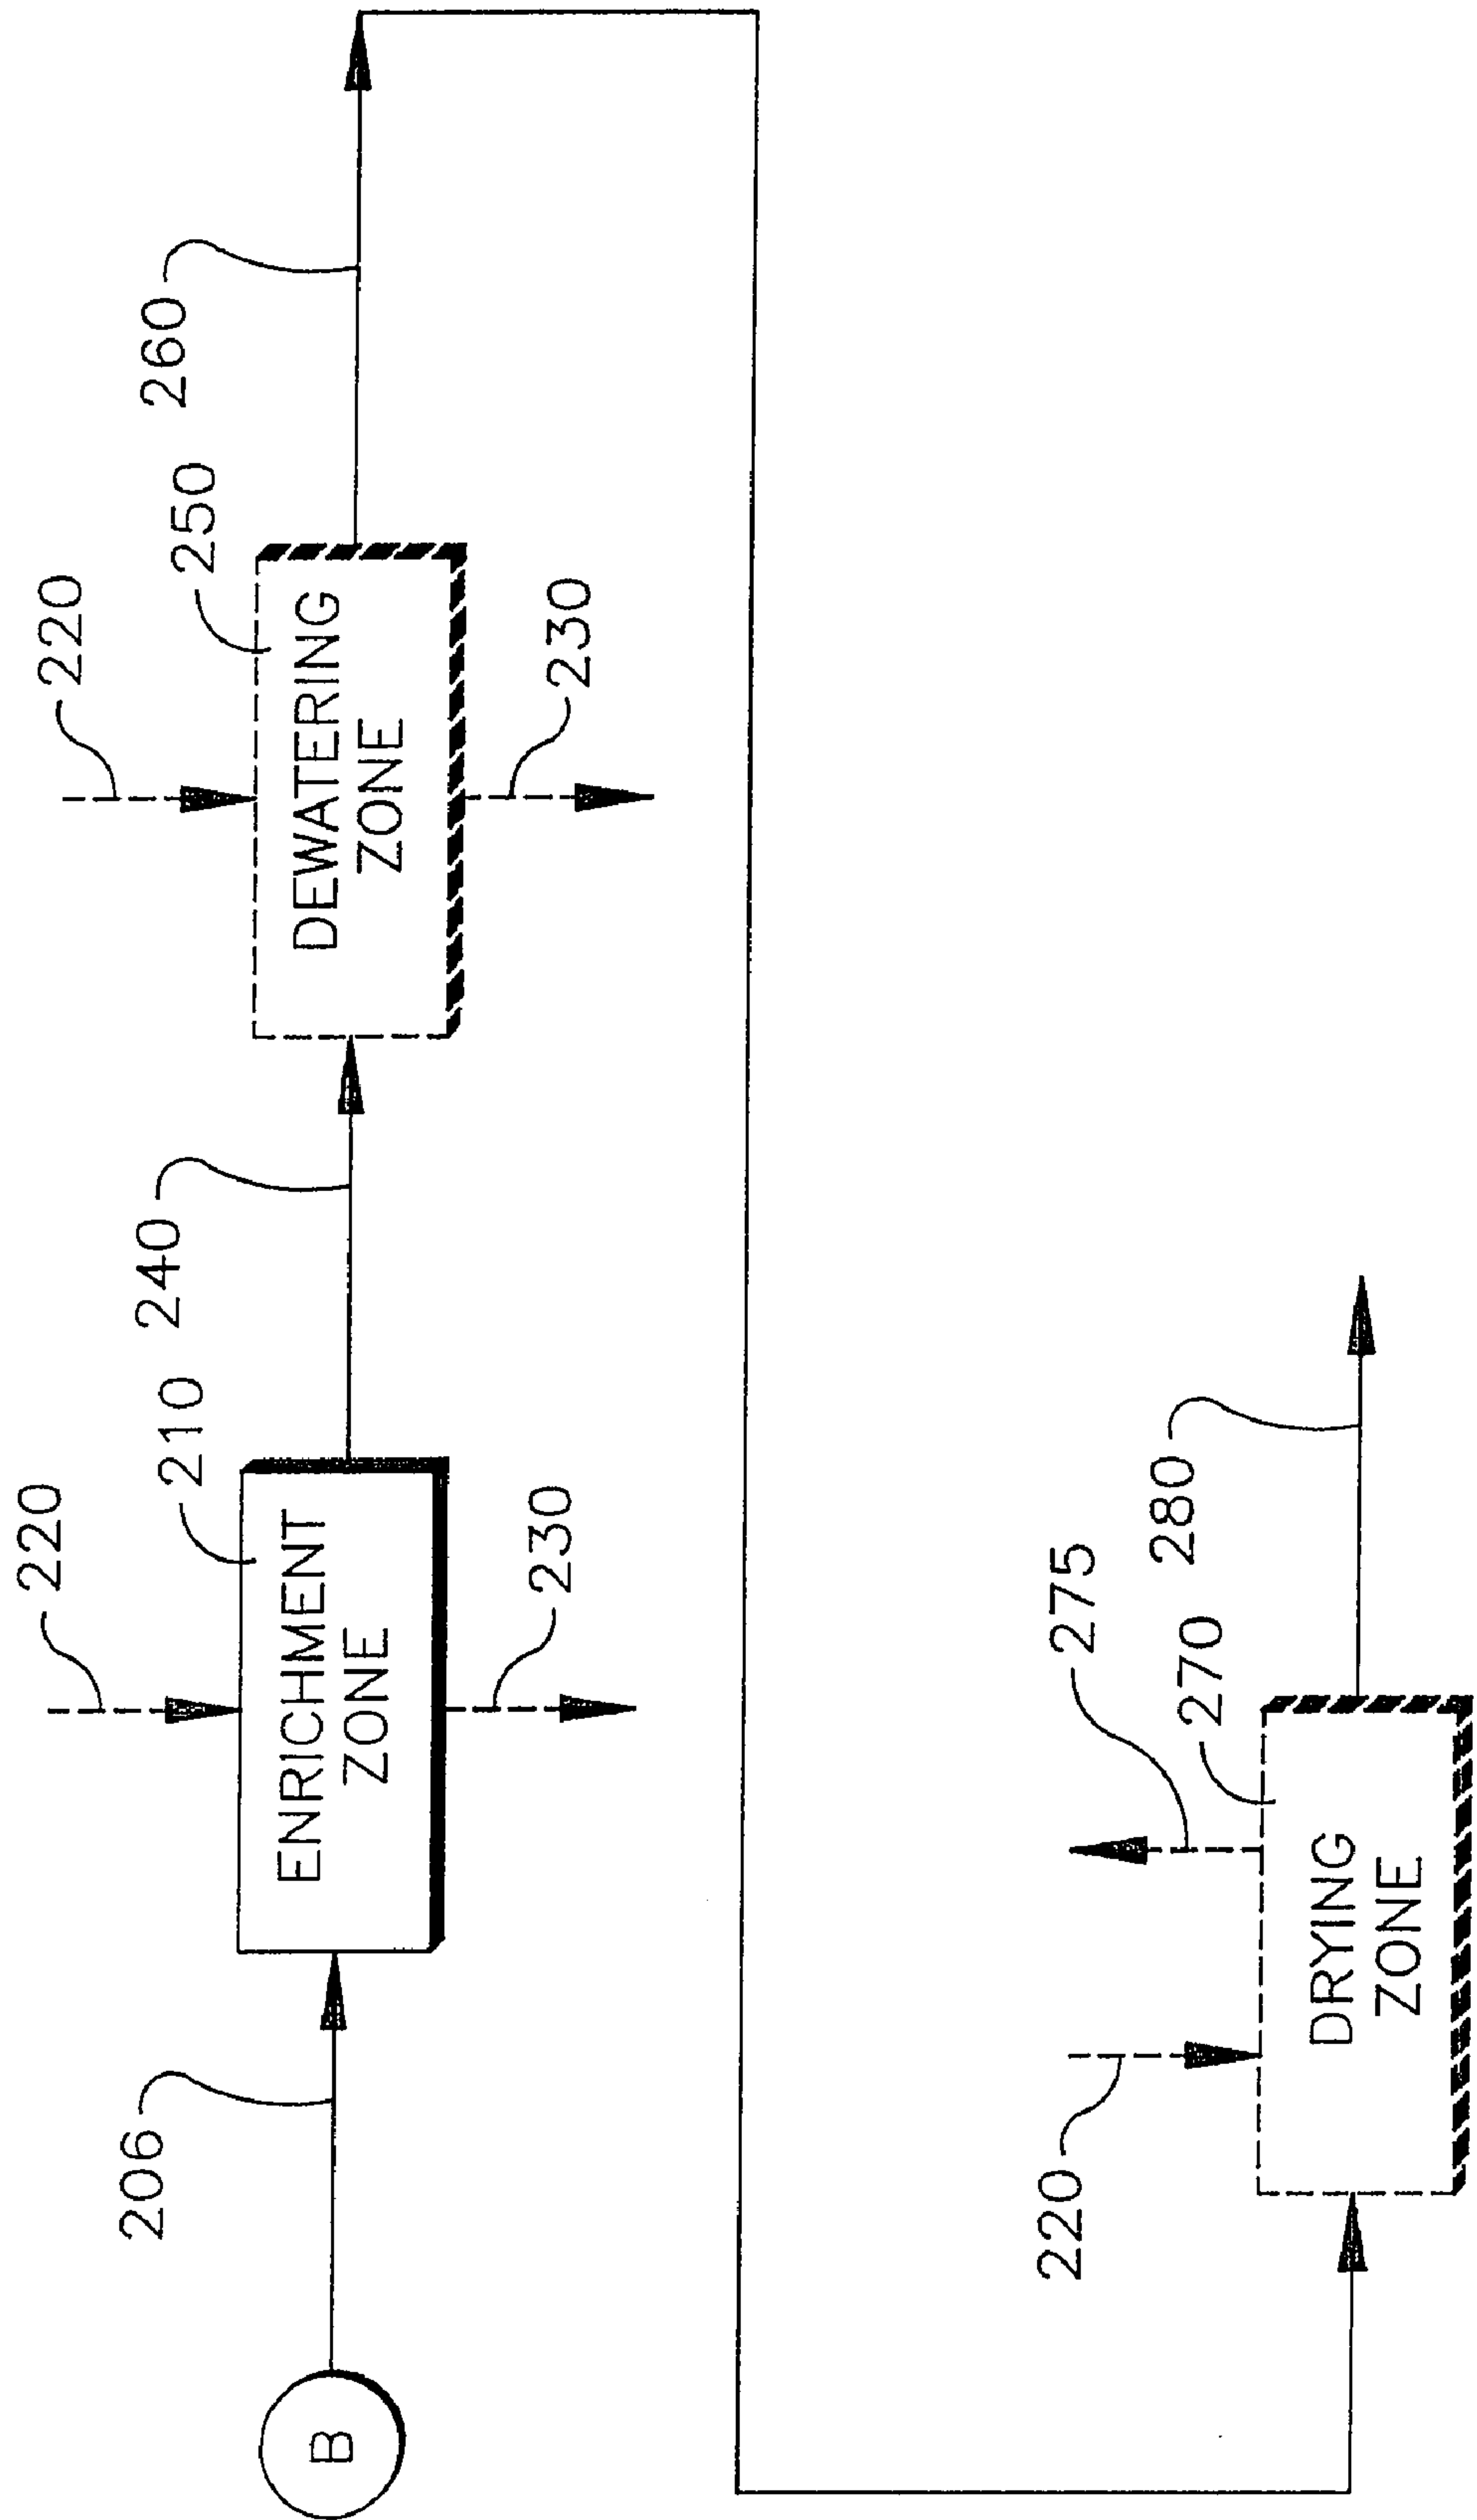 B
206
220
210
ENRICHMENT
ZONE
230
240
220
250
DEWATERING
ZONE
230
260
220
275
270
DRYING
ZONE
280